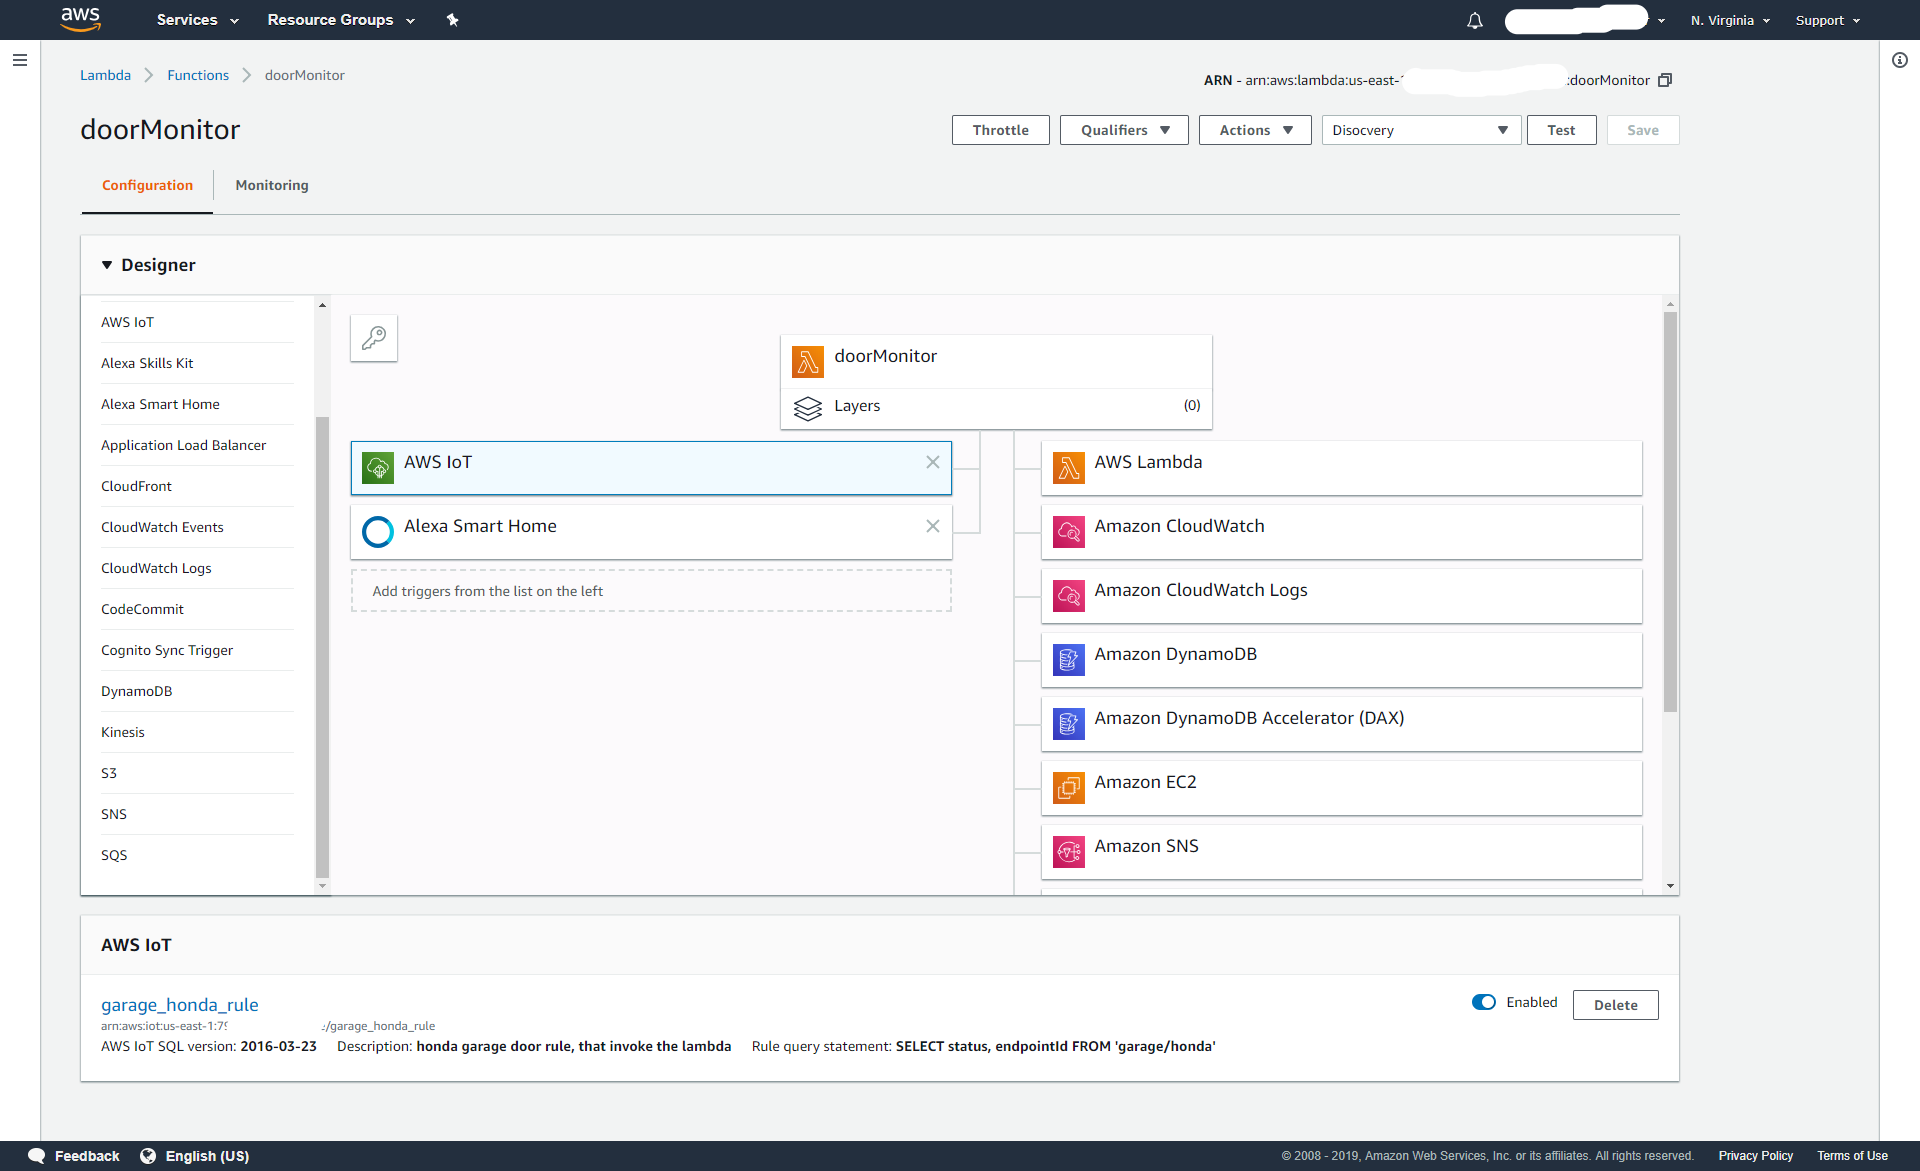 aws Services Resource Groups N. Virginia Support
Lambda Functions doorMonitor
ARN - arn:aws:lambda:us-east- :doorMonitor
doorMonitor
Throttle Qualifiers Actions Disocvery Test Save
Configuration Monitoring
Designer
AWS IoT
Alexa Skills Kit
Alexa Smart Home
Application Load Balancer
CloudFront
CloudWatch Events
CloudWatch Logs
CodeCommit
Cognito Sync Trigger
DynamoDB
Kinesis
S3
SNS
SQS
doorMonitor
Layers (0)
AWS IoT
Alexa Smart Home
Add triggers from the list on the left
AWS Lambda
Amazon CloudWatch
Amazon CloudWatch Logs
Amazon DynamoDB
Amazon DynamoDB Accelerator (DAX)
Amazon EC2
Amazon SNS
AWS IoT
garage_honda_rule
Enabled Delete
arn:aws:iot:us-east-1:79 :/garage_honda_rule
AWS IoT SQL version: 2016-03-23 Description: honda garage door rule, that invoke the lambda Rule query statement: SELECT status, endpointId FROM 'garage/honda'
Feedback English (US) © 2008 - 2019, Amazon Web Services, Inc. or its affiliates. All rights reserved. Privacy Policy Terms of Use